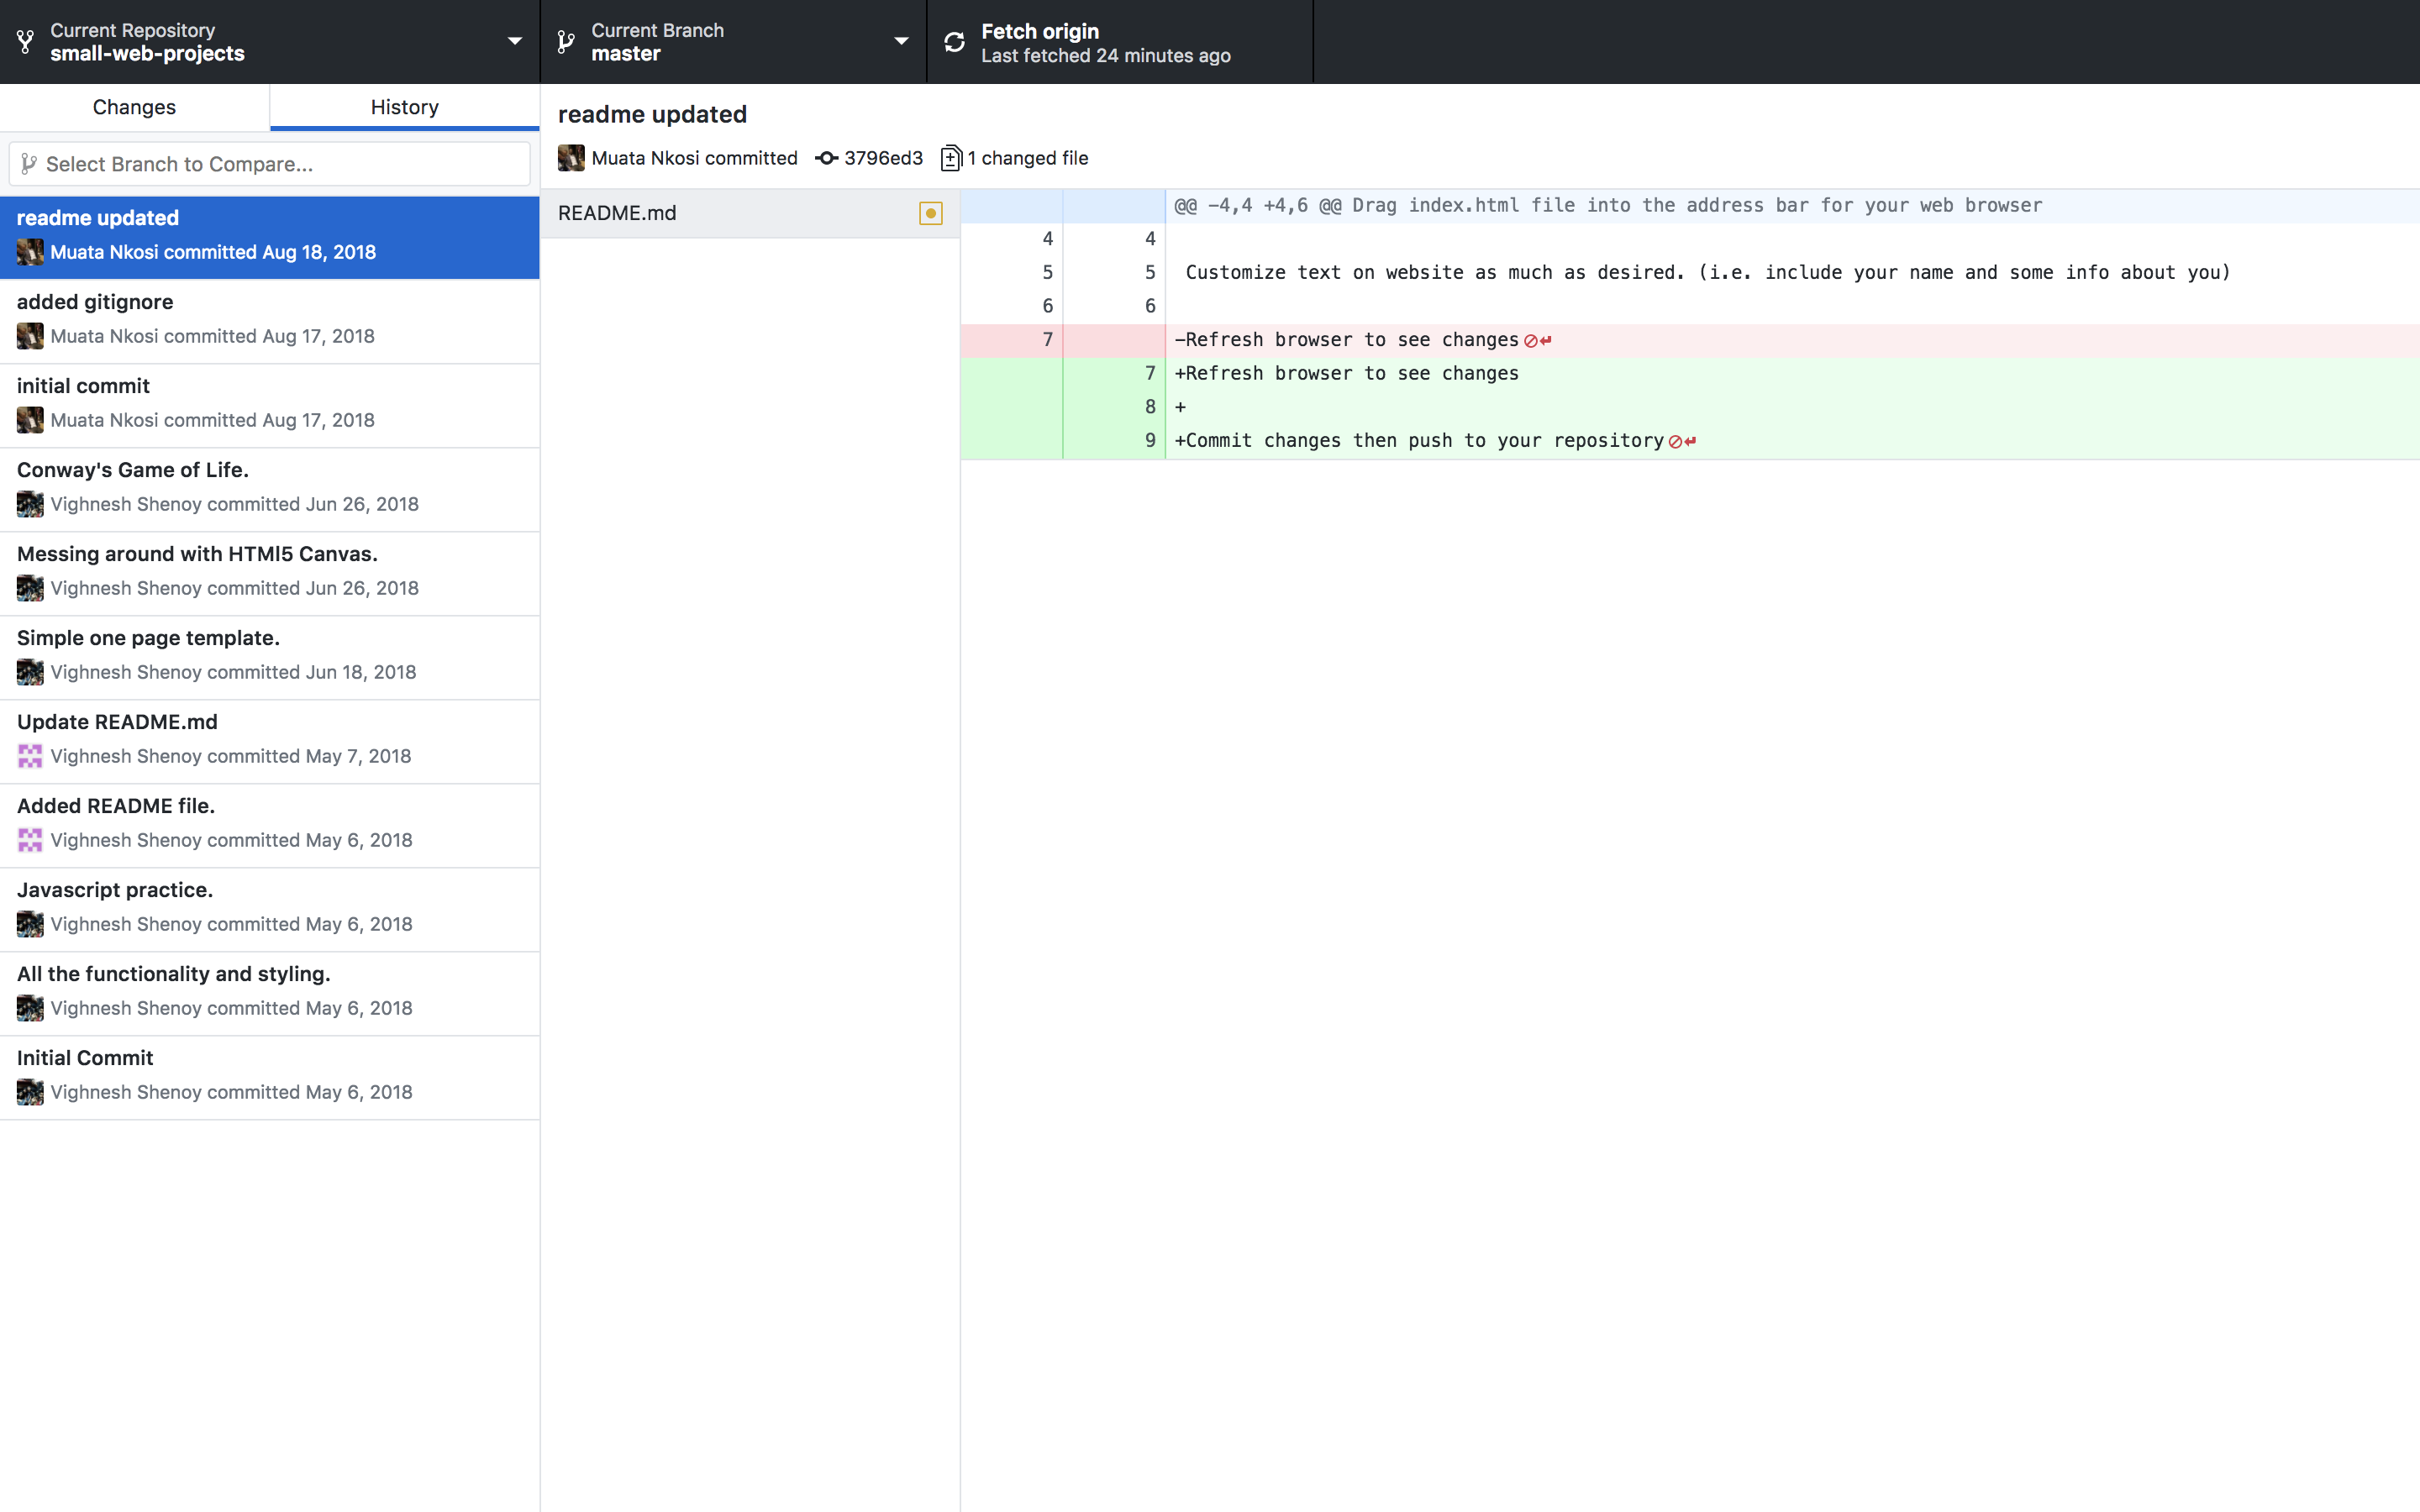 Current Repository
small-web-projects
Current Branch
master
Fetch origin
Last fetched 24 minutes ago
Changes
History
Select Branch to Compare...
readme updated
Muata Nkosi committed Aug 18, 2018
added gitignore
Muata Nkosi committed Aug 17, 2018
initial commit
Muata Nkosi committed Aug 17, 2018
Conway's Game of Life.
Vighnesh Shenoy committed Jun 26, 2018
Messing around with HTMl5 Canvas.
Vighnesh Shenoy committed Jun 26, 2018
Simple one page template.
Vighnesh Shenoy committed Jun 18, 2018
Update README.md
Vighnesh Shenoy committed May 7, 2018
Added README file.
Vighnesh Shenoy committed May 6, 2018
Javascript practice.
Vighnesh Shenoy committed May 6, 2018
All the functionality and styling.
Vighnesh Shenoy committed May 6, 2018
Initial Commit
Vighnesh Shenoy committed May 6, 2018
readme updated
Muata Nkosi committed 3796ed3 1 changed file
README.md
@@ -4,4 +4,6 @@ Drag index.html file into the address bar for your web browser
4 4
5 5 Customize text on website as much as desired. (i.e. include your name and some info about you)
6 6
7 -Refresh browser to see changes
7 +Refresh browser to see changes
8 +
9 +Commit changes then push to your repository